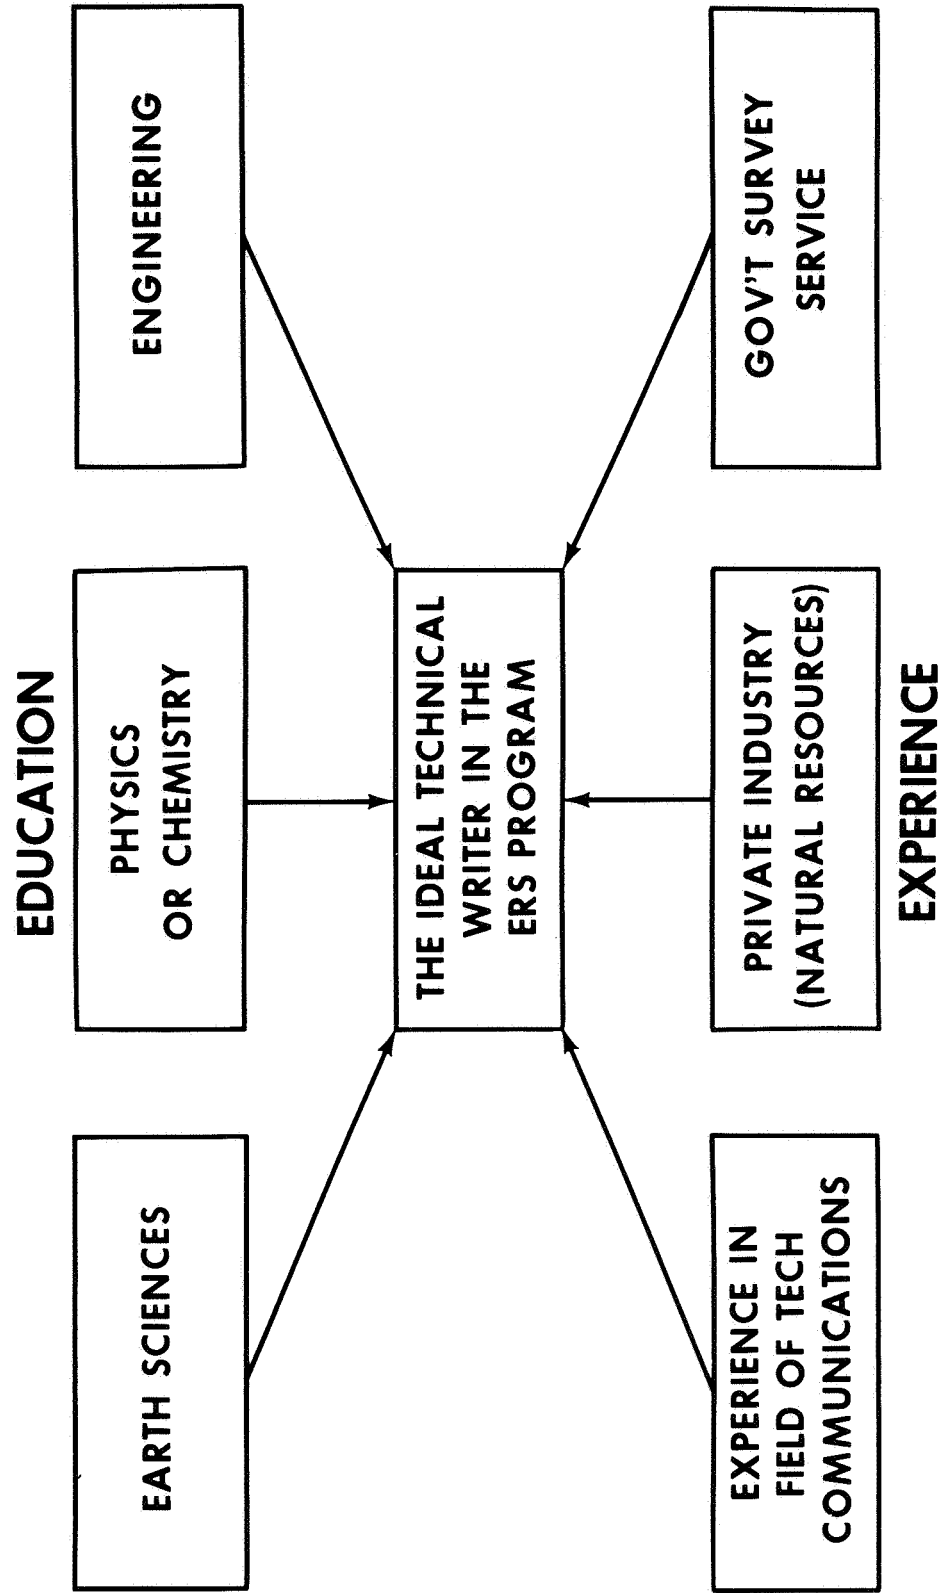 EDUCATION
EARTH SCIENCES
PHYSICS
OR CHEMISTRY
ENGINEERING
THE IDEAL TECHNICAL
WRITER IN THE
ERS PROGRAM
EXPERIENCE IN
FIELD OF TECH
COMMUNICATIONS
PRIVATE INDUSTRY
(NATURAL RESOURCES)
GOV'T SURVEY
SERVICE
EXPERIENCE